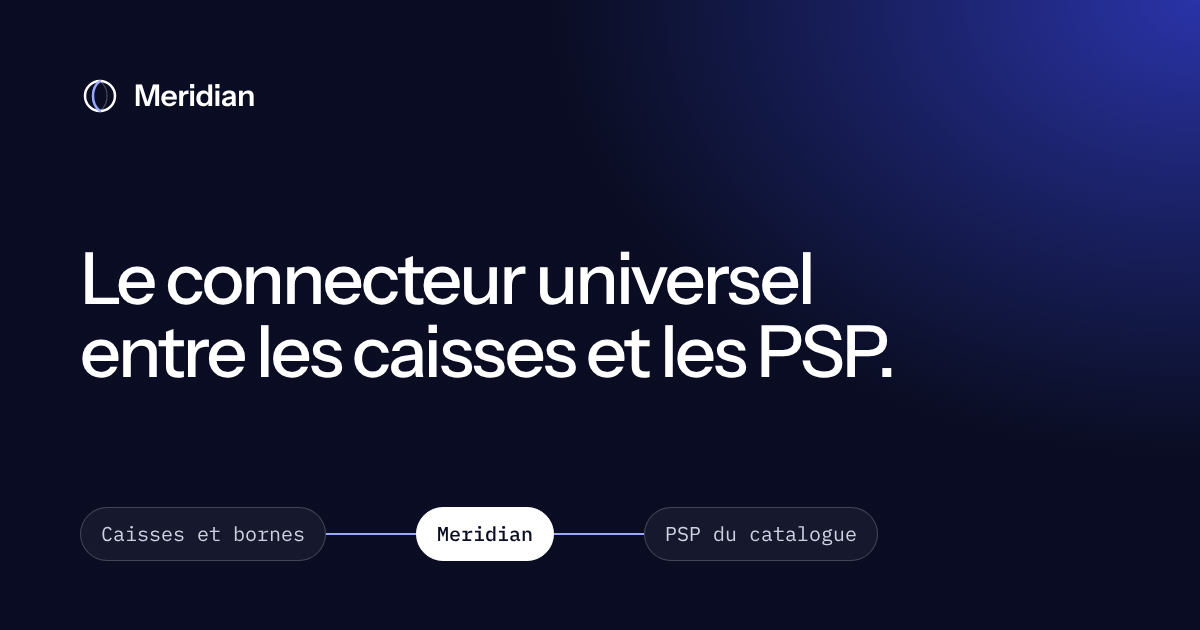 Meridian
Le connecteur universel
entre les caisses et les PSP.
Caisses et bornes
Meridian
PSP du catalogue